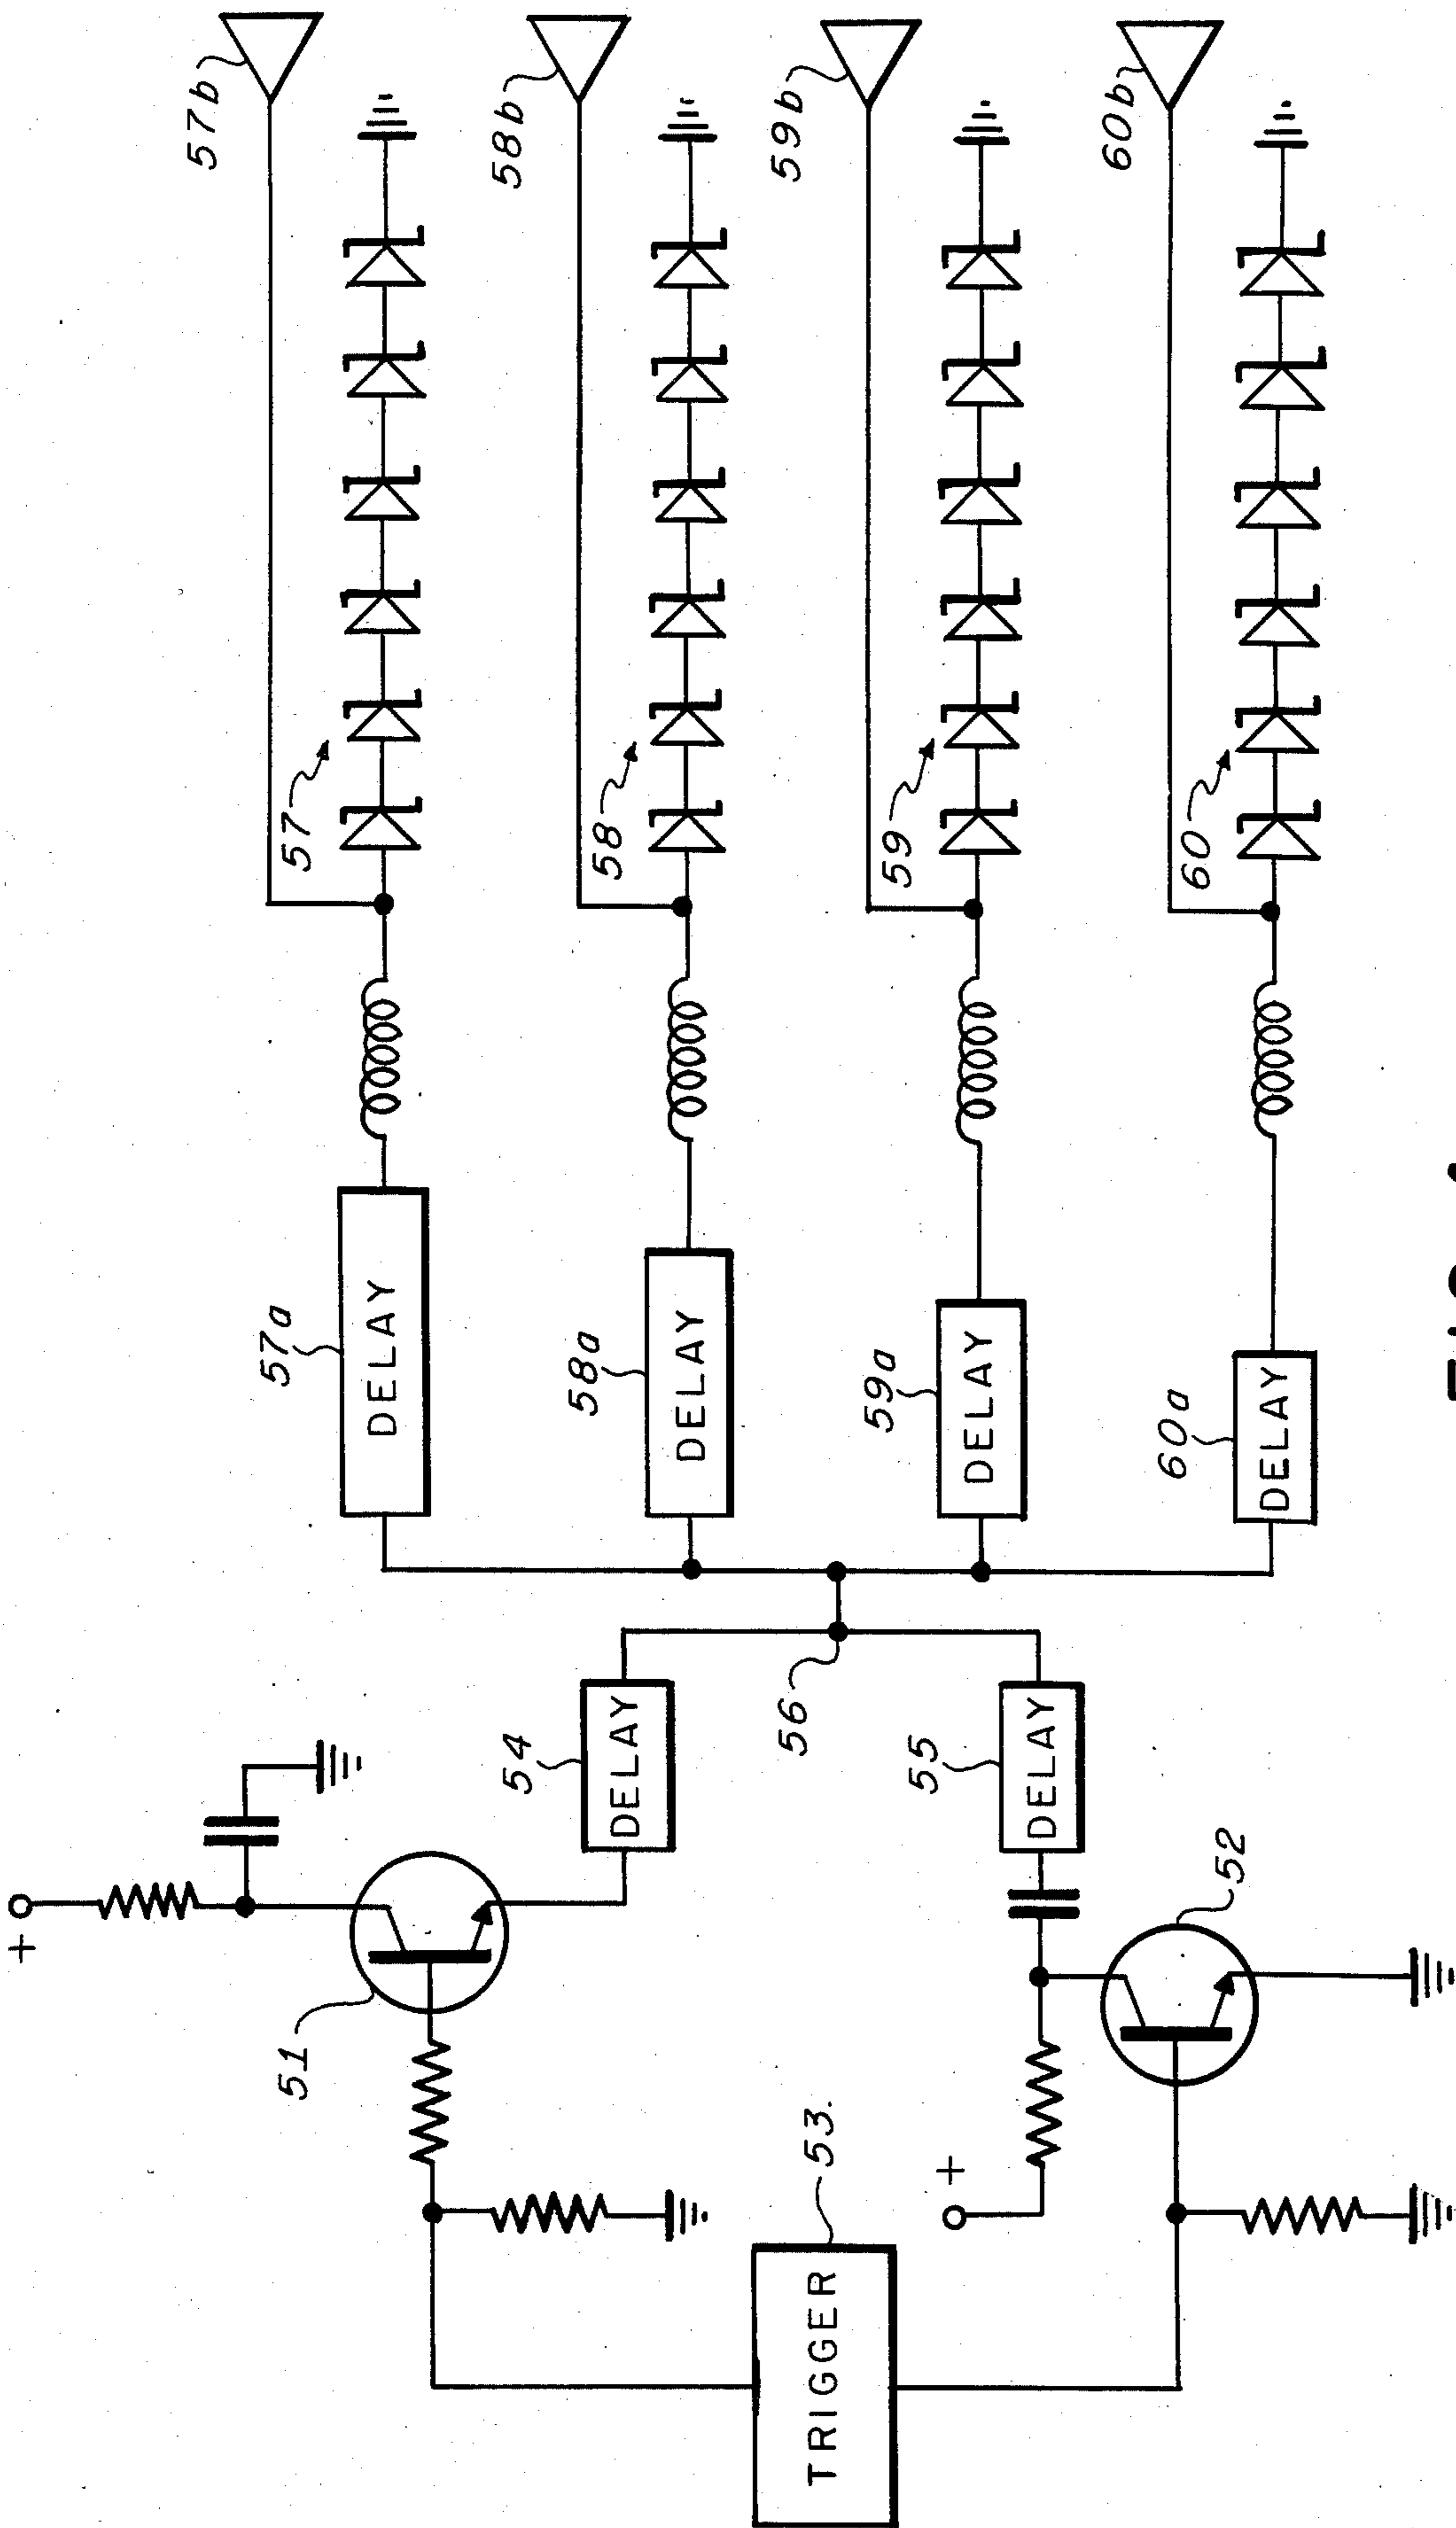 57b
58b
59b
60b
57
58
59
60
57a
DELAY
58a
DELAY
59a
DELAY
60a
DELAY
54
DELAY
56
55
DELAY
+
51
52
+
53.
TRIGGER